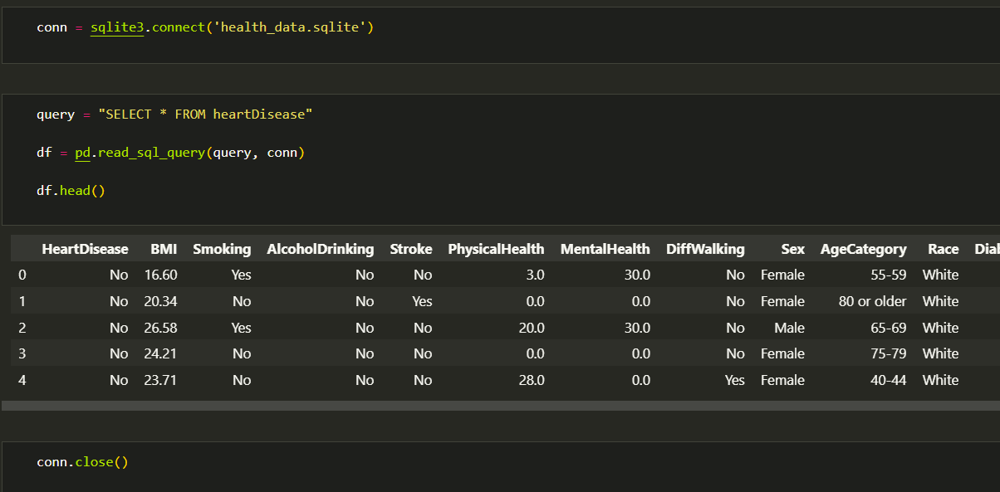 conn = sqlite3.connect('health_data.sqlite')
query = "SELECT * FROM heartDisease"
df = pd.read_sql_query(query, conn)
df.head()
HeartDisease BMI Smoking AlcoholDrinking Stroke PhysicalHealth MentalHealth DiffWalking Sex AgeCategory Race Dial
0 No 16.60 Yes No No 3.0 30.0 No Female 55-59 White
1 No 20.34 No No Yes 0.0 0.0 No Female 80 or older White
2 No 26.58 Yes No No 20.0 30.0 No Male 65-69 White
3 No 24.21 No No No 0.0 0.0 No Female 75-79 White
4 No 23.71 No No No 28.0 0.0 Yes Female 40-44 White
conn.close()